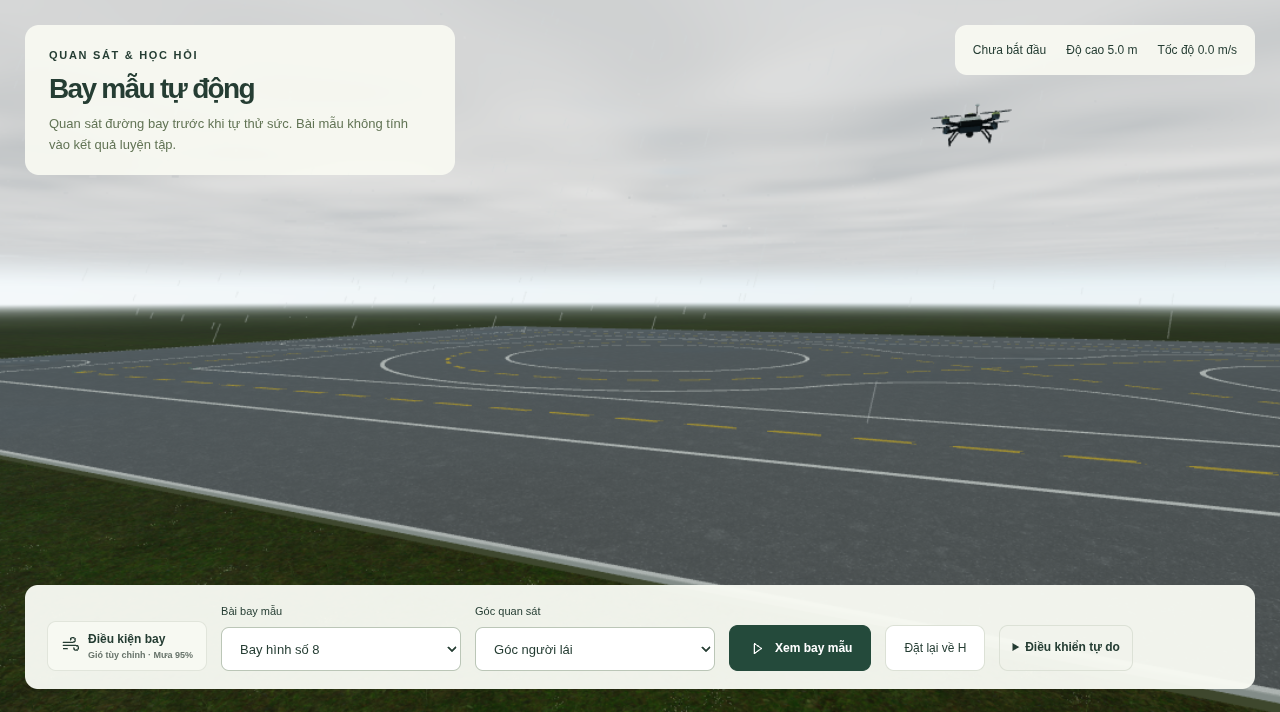 QUAN SÁT & HỌC HỎI
Bay mẫu tự động
Quan sát đường bay trước khi tự thử sức. Bài mẫu không tính
vào kết quả luyện tập.
Chưa bắt đầu Độ cao 5.0 m Tốc độ 0.0 m/s
Điều kiện bay
Gió tùy chỉnh · Mưa 95%
Bài bay mẫu
Bay hình số 8
Góc quan sát
Góc người lái
Xem bay mẫu
Đặt lại về H
Điều khiển tự do